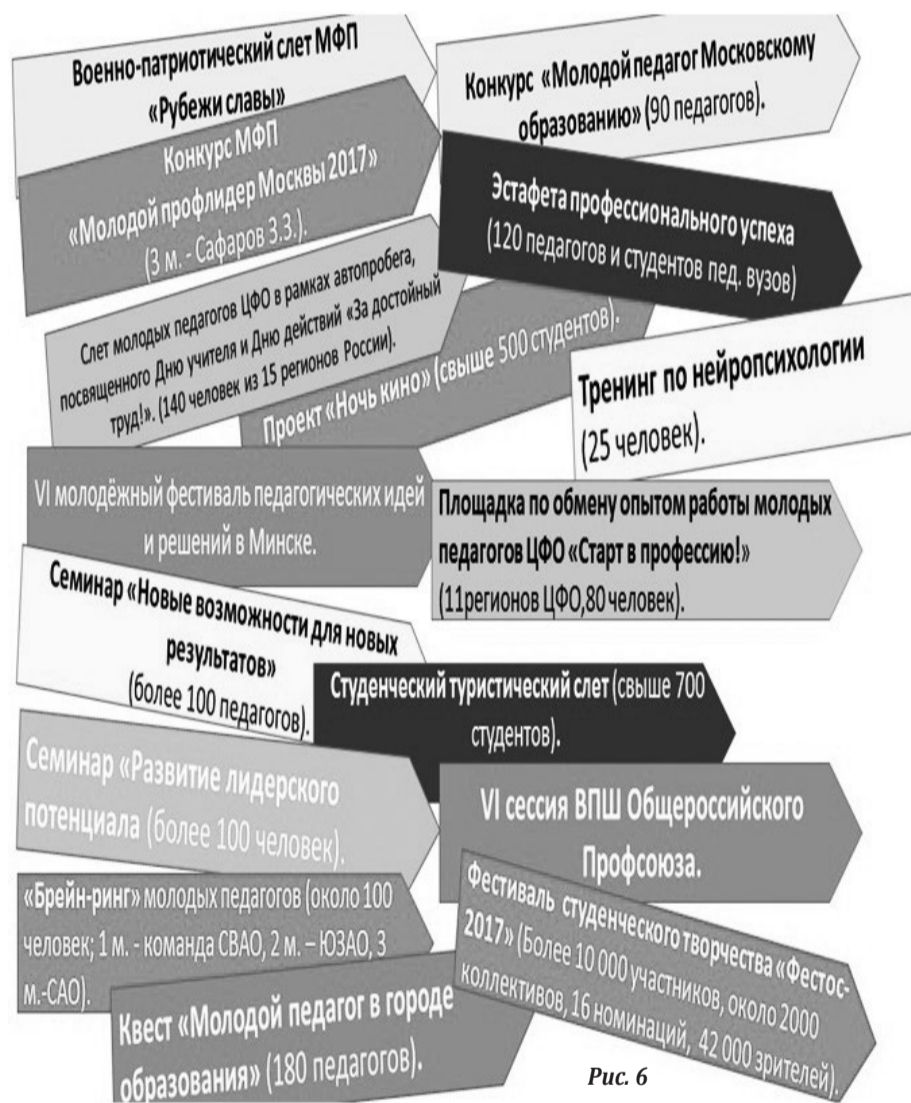 Военно-патриотический слет МФП
«Рубежи славы»
Конкурс «Молодой педагог Московскому
образованию» (90 педагогов).
Конкурс МФП
«Молодой профлидер Москвы 2017»
(3 м. - Сафаров З.З.).
Эстафета профессионального успеха
(120 педагогов и студентов пед. вузов)
Слет молодых педагогов ЦФО в рамках автопробега,
посвященного Дню учителя и Дню действий «За достойный
труд!». (140 человек из 15 регионов России).
Проект «Ночь кино» (свыше 500 студентов).
Тренинг по нейропсихологии
(25 человек).
VI молодёжный фестиваль педагогических идей
и решений в Минске.
Площадка по обмену опытом работы молодых
педагогов ЦФО «Старт в профессию!»
(11регионов ЦФО,80 человек).
Семинар «Новые возможности для новых
результатов»
(более 100 педагогов).
Студенческий туристический слет (свыше 700
студентов).
Семинар «Развитие лидерского
потенциала (более 100 человек).
VI сессия ВПШ Общероссийского
Профсоюза.
«Брейн-ринг» молодых педагогов (около 100
человек; 1 м. - команда СВАО, 2 м. – ЮЗАО, 3
м.-САО).
Фестиваль студенческого творчества «Фестос-
2017» (Более 10 000 участников, около 2000
коллективов, 16 номинаций, 42 000 зрителей).
Квест «Молодой педагог в городе
образования» (180 педагогов).
Рис. 6